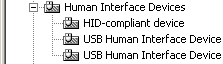 Human Interface Devices
HID-compliant device
USB Human Interface Device
USB Human Interface Device